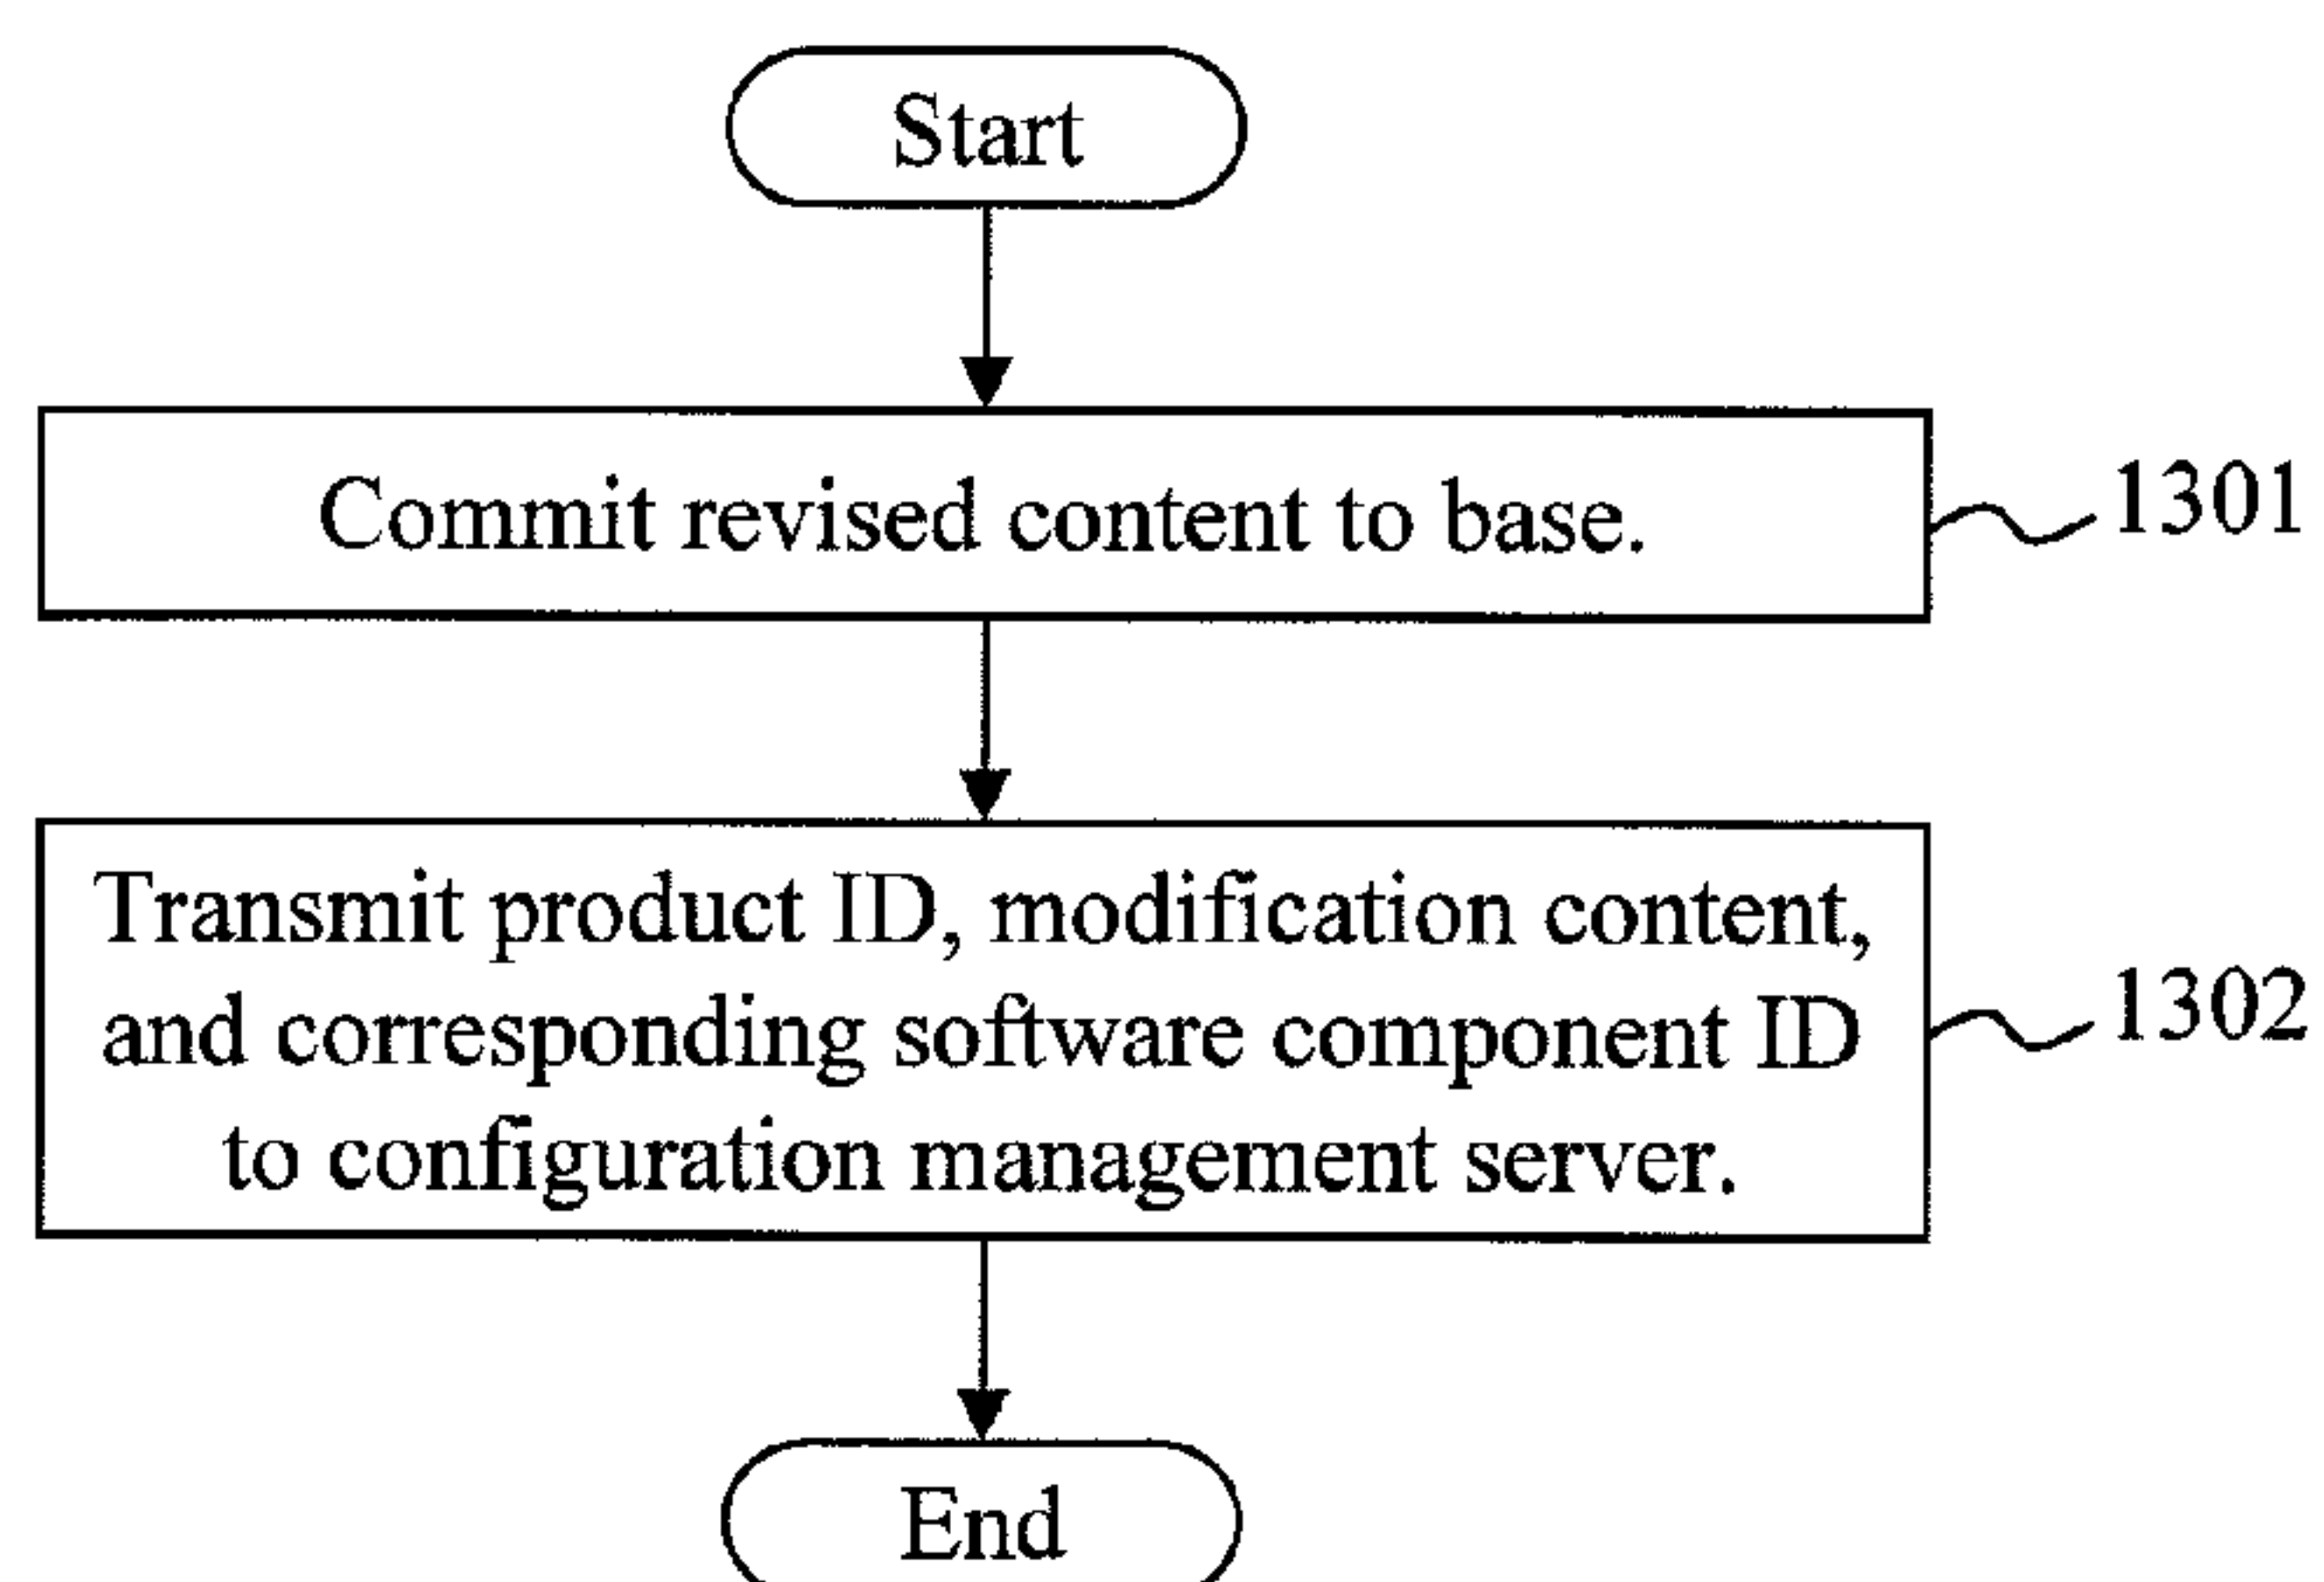 Start
Commit revised content to base.
1301
Transmit product ID, modification content,
and corresponding software component ID
1302
to configuration management server.
End